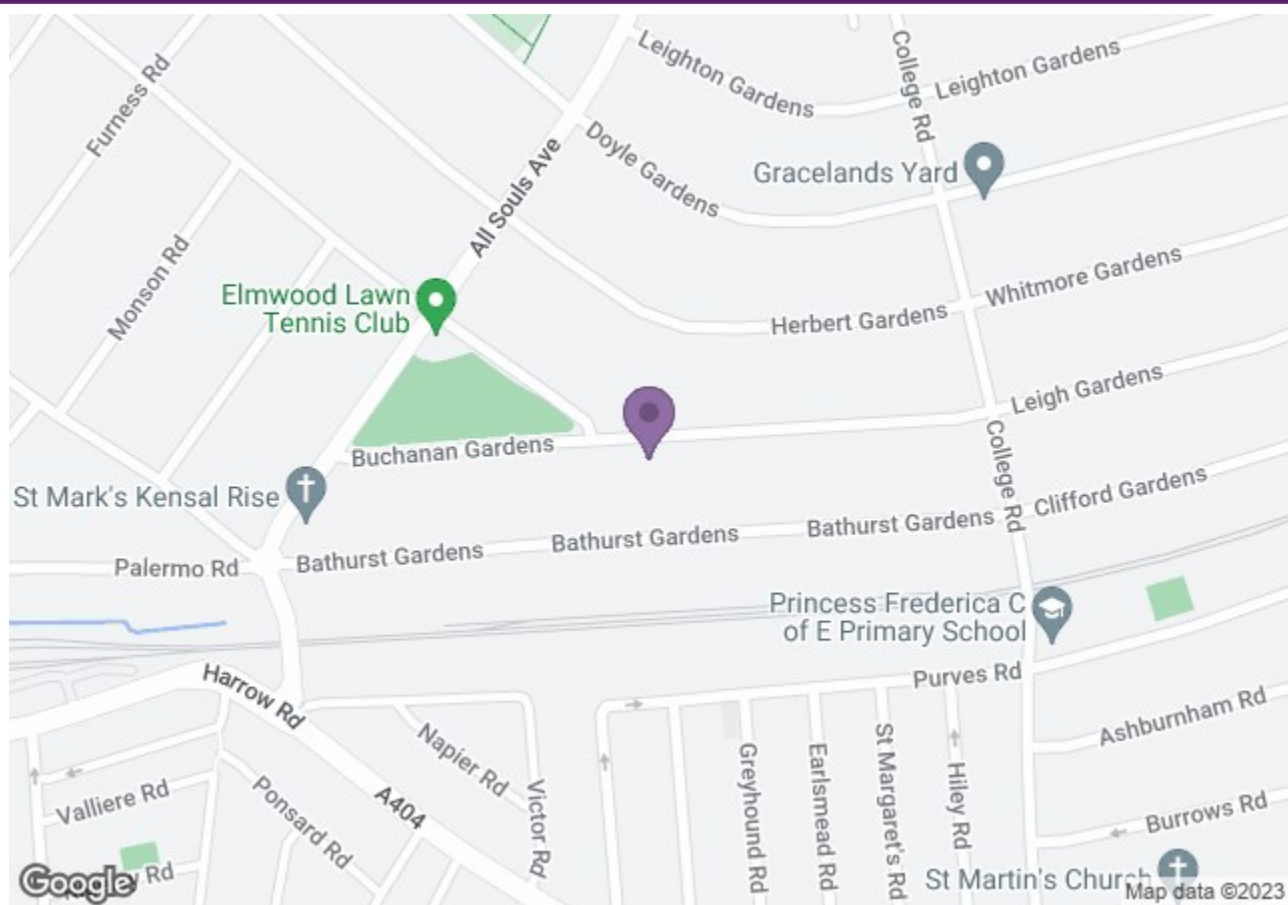 Furness Rd
Leighton Gardens
College Rd
Leighton Gardens
All Souls Ave
Doyle Gardens
Gracelands Yard
Monson Rd
Elmwood Lawn
Tennis Club
Whitmore Gardens
Herbert Gardens
Leigh Gardens
Buchanan Gardens
College Rd
St Mark's Kensal Rise
Clifford Gardens
Bathurst Gardens
Bathurst Gardens
Bathurst Gardens
Palermo Rd
Princess Frederica C
of E Primary School
Purves Rd
Harrow Rd
Ashburnham Rd
Napier Rd
Greyhound Rd
Earlsmead Rd
St Margaret's Rd
Hiley Rd
Victor Rd
Valliere Rd
Ponsard Rd
A404
Burrows Rd
St Martin's Church
Google
Rd
Map data ©2023